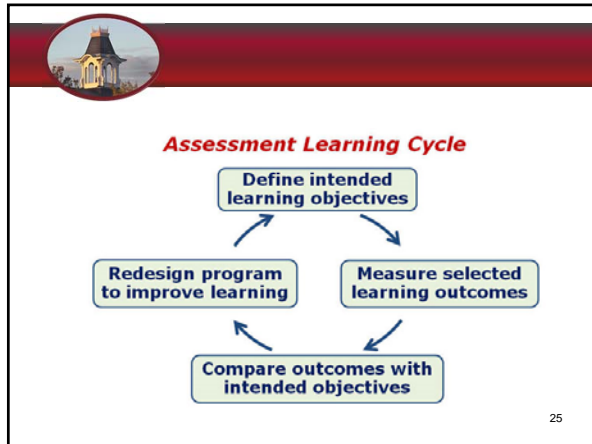 Assessment Learning Cycle
Define intended
learning objectives
Measure selected
learning outcomes
Compare outcomes with
intended objectives
Redesign program
to improve learning
25